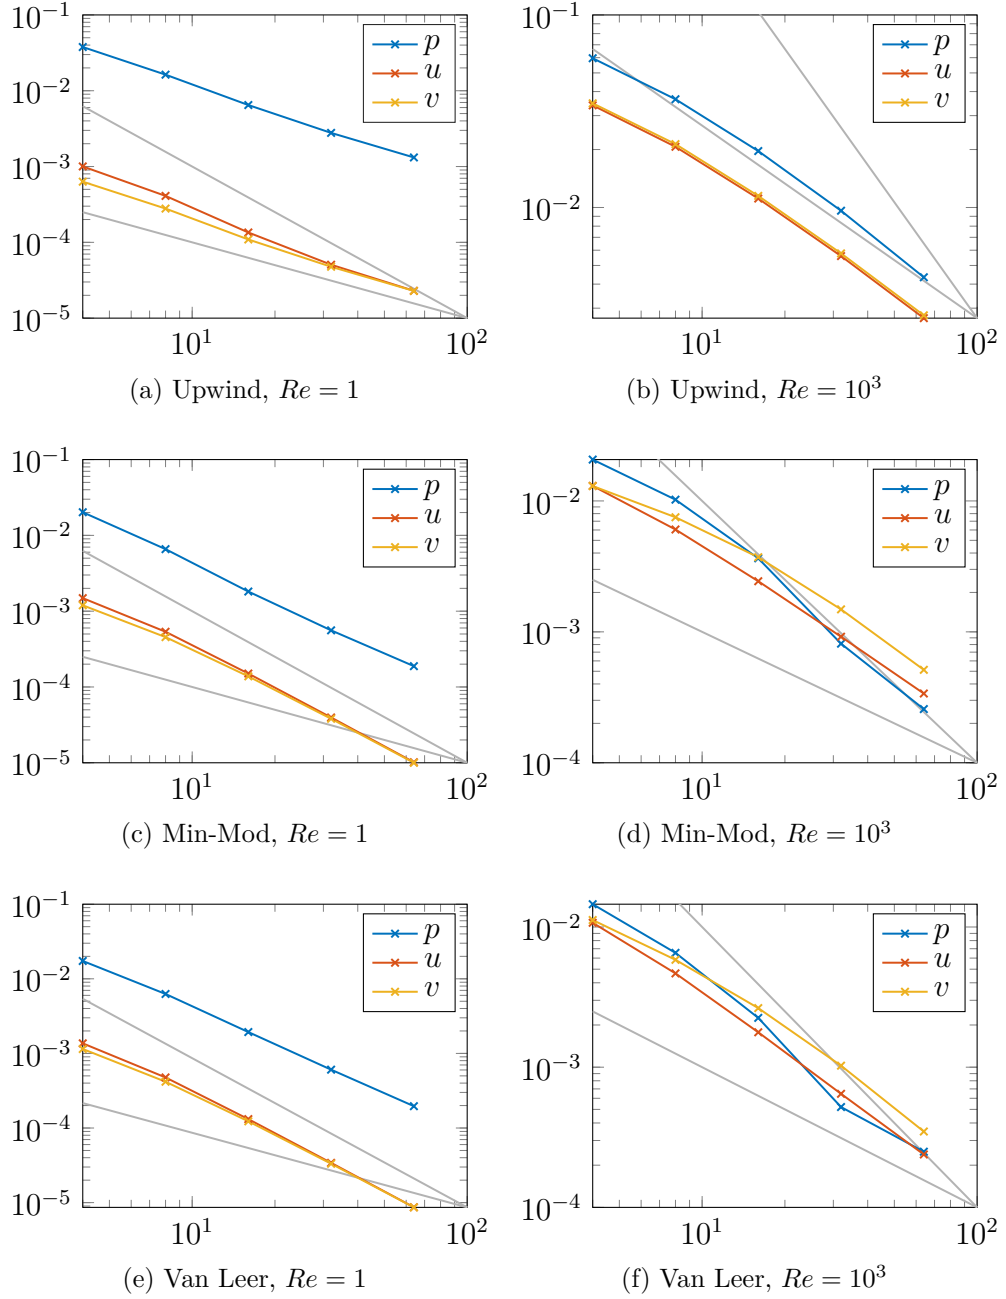 10^-1
10^-2
10^-3
10^-4
10^-5
10^1
10^2
p
u
v
(a) Upwind, Re = 1
10^-1
10^-2
10^1
10^2
p
u
v
(b) Upwind, Re = 10^3
10^-1
10^-2
10^-3
10^-4
10^-5
10^1
10^2
p
u
v
(c) Min-Mod, Re = 1
10^-2
10^-3
10^-4
10^1
10^2
p
u
v
(d) Min-Mod, Re = 10^3
10^-1
10^-2
10^-3
10^-4
10^-5
10^1
10^2
p
u
v
(e) Van Leer, Re = 1
10^-2
10^-3
10^-4
10^1
10^2
p
u
v
(f) Van Leer, Re = 10^3